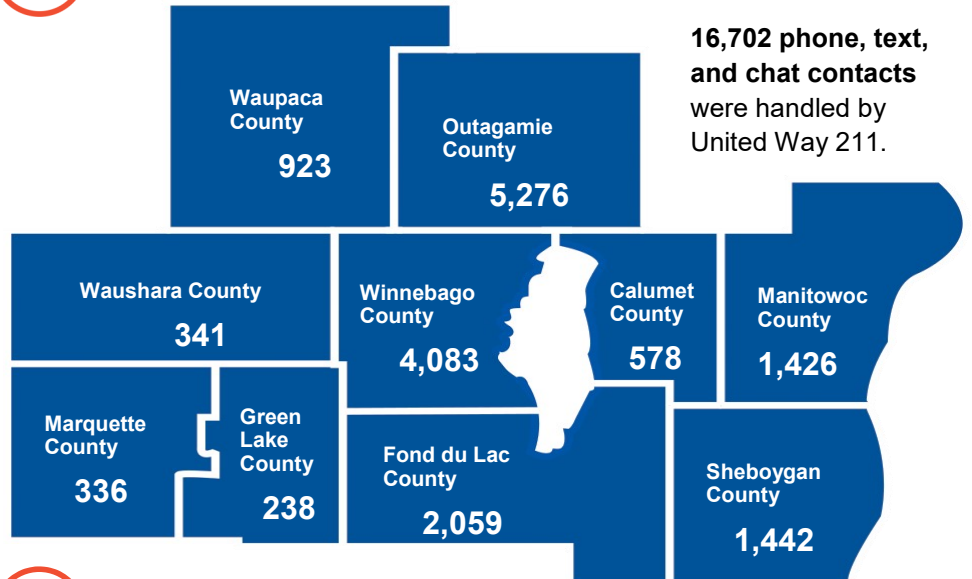 16,702 phone, text,
and chat contacts
were handled by
United Way 211.
Waupaca
County
923
Outagamie
County
5,276
Waushara County
341
Winnebago
County
4,083
Calumet
County
578
Manitowoc
County
1,426
Marquette
County
336
Green
Lake
County
238
Fond du Lac
County
2,059
Sheboygan
County
1,442